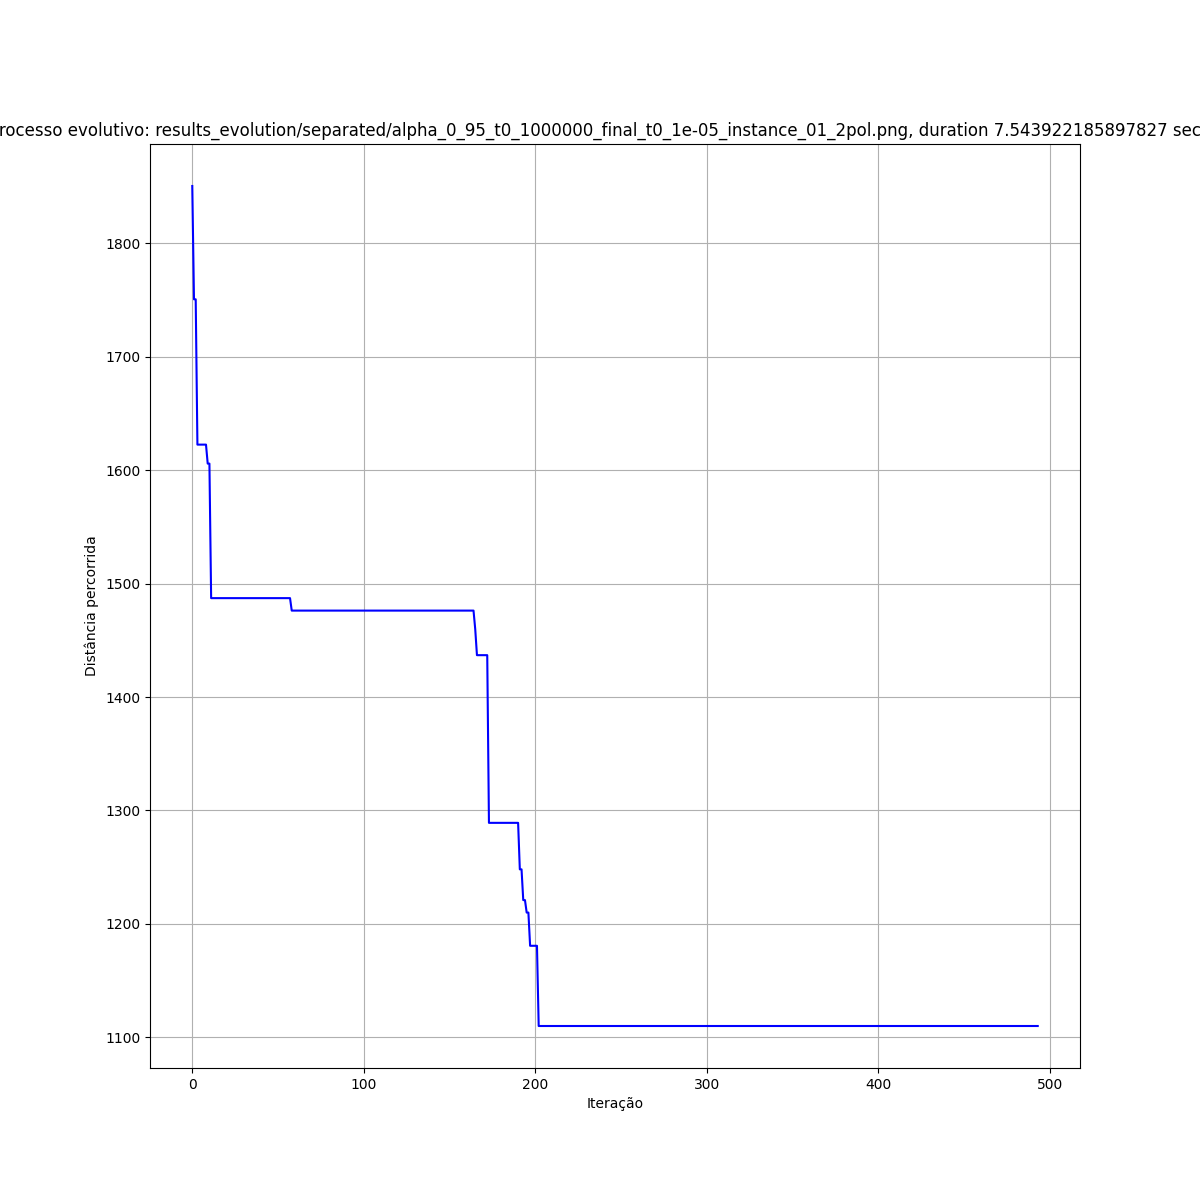 rocesso evolutivo: results_evolution/separated/alpha_0_95_t0_1000000_final_t0_1e-05_instance_01_2pol.png, duration 7.543922185897827 sec
1800
1700
1600
1500
1400
1300
1200
1100
Distância percorrida
0 100 200 300 400 500
Iteração